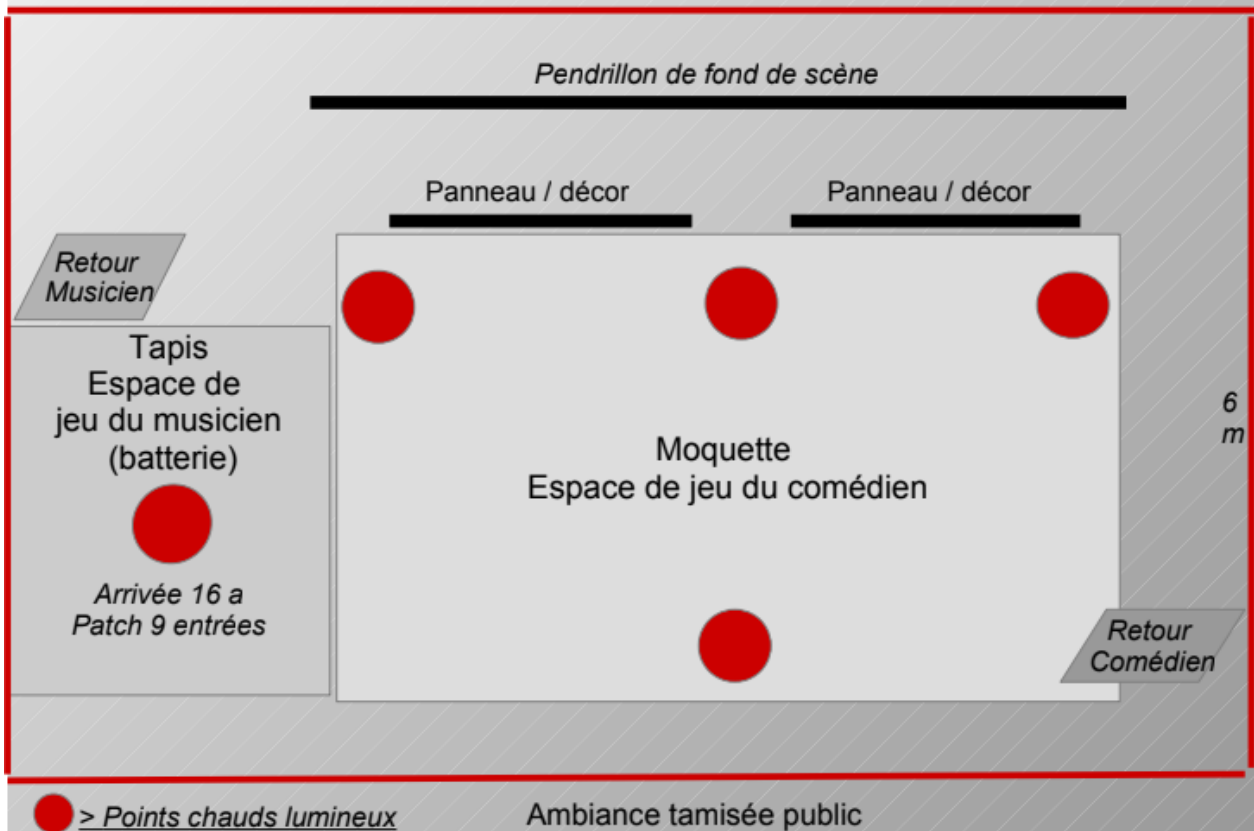 Pendrillon de fond de scène
Panneau / décor
Panneau / décor
Retour
Musicien
Tapis
Espace de
jeu du musicien
(batterie)
Arrivée 16 a
Patch 9 entrées
Moquette
Espace de jeu du comédien
6
m
Retour
Comédien
> Points chauds lumineux
Ambiance tamisée public